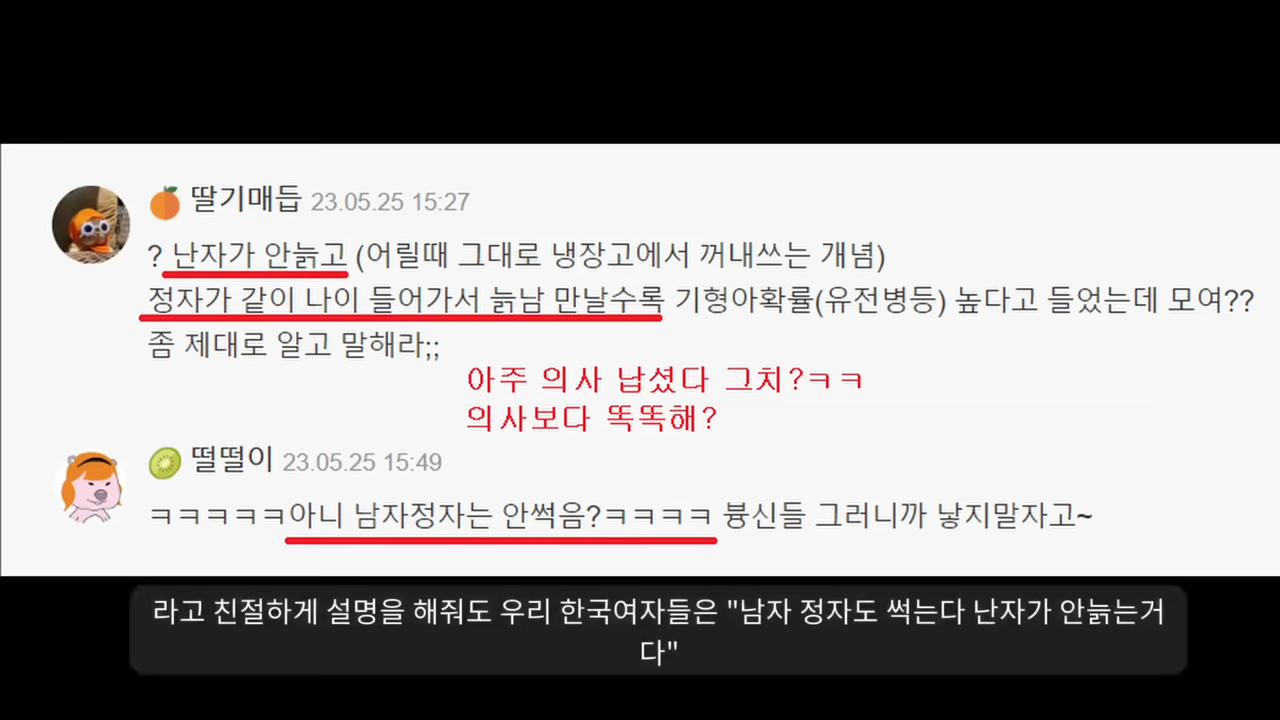 딸기매듭 23.05.25 15:27
? 난자가 안늙고 (어릴때 그대로 냉장고에서 꺼내쓰는 개념)
정자가 같이 나이 들어가서 늙남 만날수록 기형아확률(유전병등) 높다고 들었는데 모여??
좀 제대로 알고 말해라;;
아주 의사 납셨다 그치?ㅋㅋ
의사보다 똑똑해?
떨떨이 23.05.25 15:49
ㅋㅋㅋㅋㅋ아니 남자정자는 안썩음?ㅋㅋㅋㅋ 븅신들 그러니까 낳지말자고~
라고 친절하게 설명을 해줘도 우리 한국여자들은 "남자 정자도 썩는다 난자가 안늙는거
다"